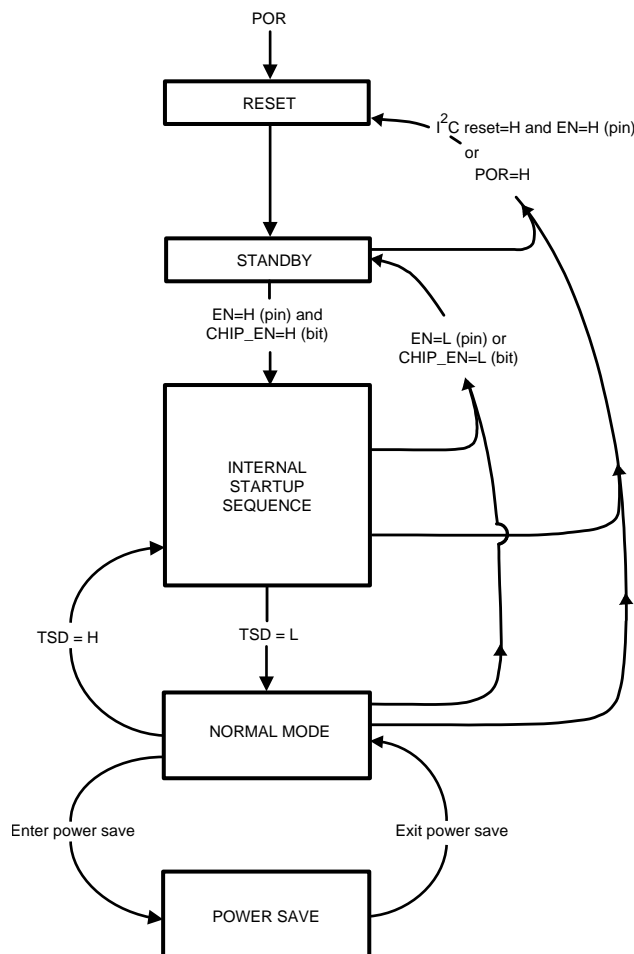 POR
RESET
I²C reset=H and EN=H (pin)
or
POR=H
STANDBY
EN=H (pin) and
CHIP_EN=H (bit)
EN=L (pin) or
CHIP_EN=L (bit)
INTERNAL
STARTUP
SEQUENCE
TSD = H
TSD = L
NORMAL MODE
Enter power save
Exit power save
POWER SAVE